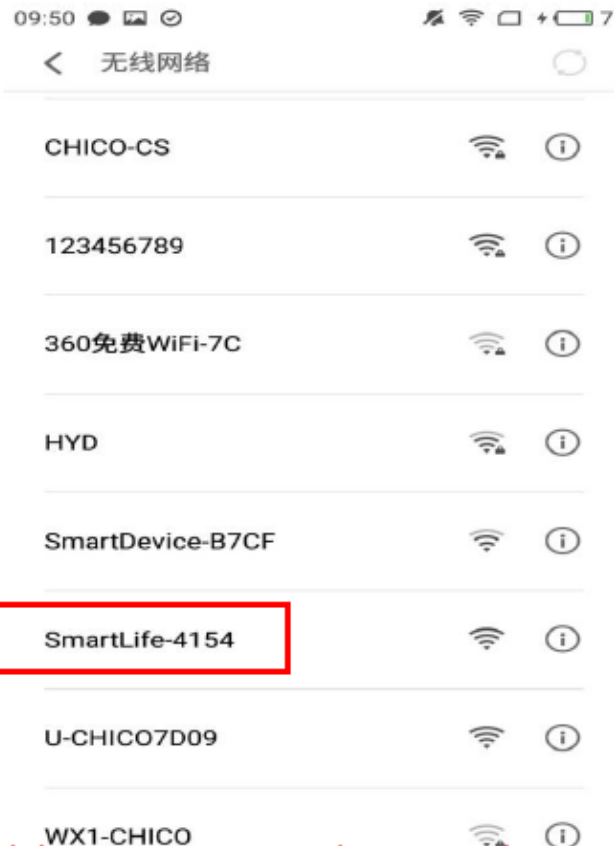 09:50 7
无线网络
CHICO-CS
123456789
360免费WiFi-7C
HYD
SmartDevice-B7CF
SmartLife-4154
U-CHICO7D09
WX1-CHICO